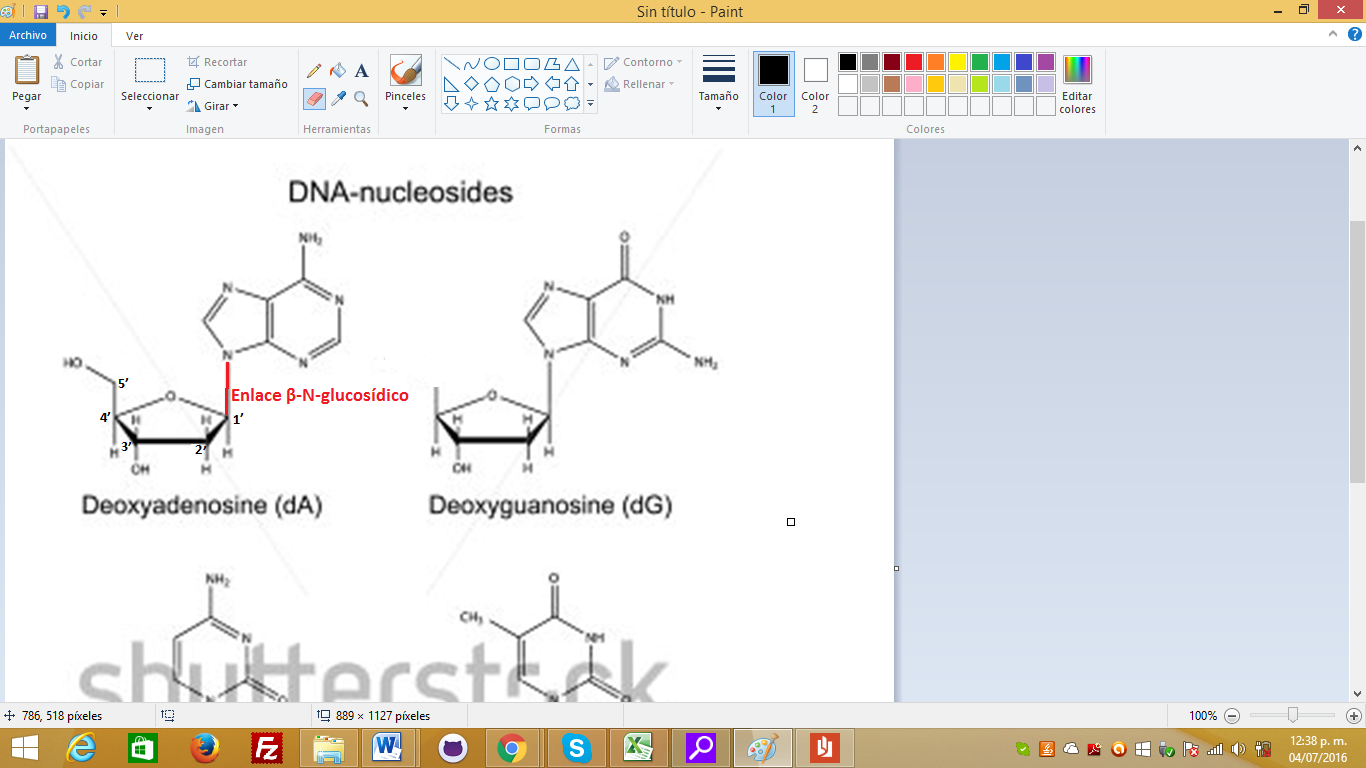 Sin título - Paint
Archivo Inicio Ver
Pegar
Cortar
Copiar
Portapapeles
Seleccionar
Recortar
Cambiar tamaño
Girar
Imagen
A
Herramientas
Pinceles
Contorno
Rellenar
Formas
Tamaño
Color 1
Color 2
Editar colores
Colores
DNA-nucleosides
NH2
N
N
N
N
HO
5’
O
Enlace β-N-glucosídico
4’
H
H
1’
3’
2’
H
H
OH
H
Deoxyadenosine (dA)
O
N
NH
N
N
NH2
O
H
H
H
H
OH
H
Deoxyguanosine (dG)
NH2
N
O
O
CH3
NH
N
O
shutterstock
786, 518 píxeles
889 × 1127 píxeles
100%
Fz
W
S
X
12:38 p. m.
04/07/2016